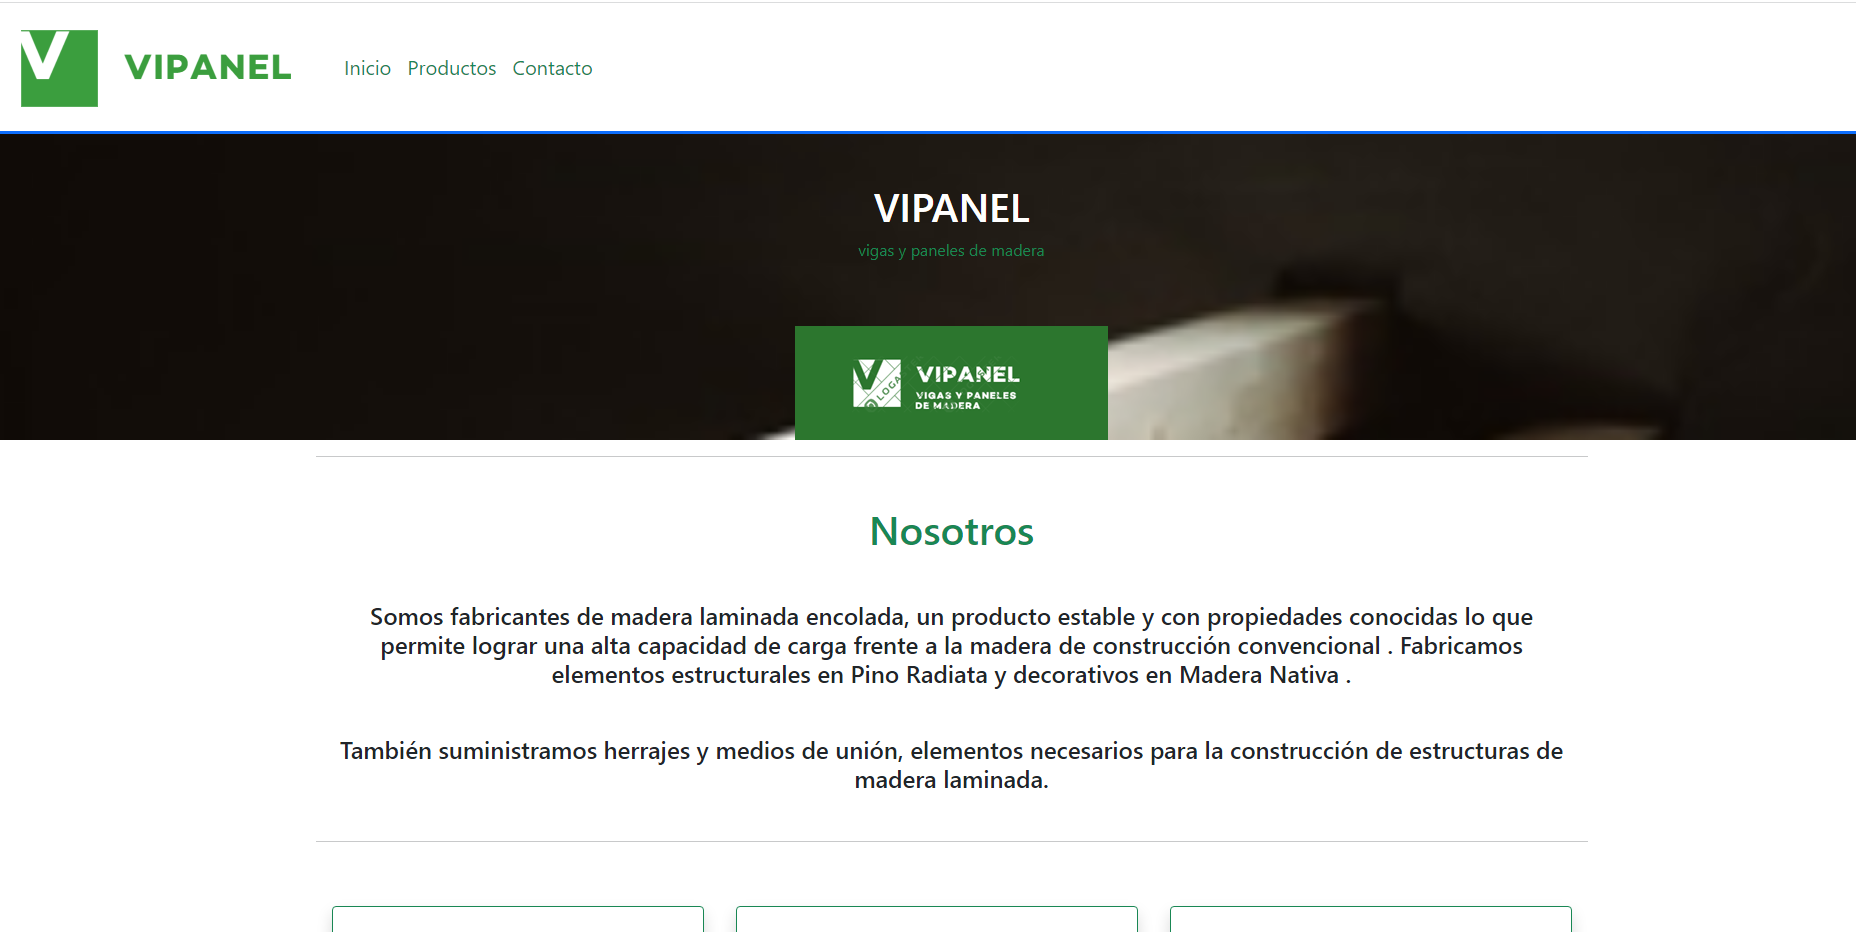 V
VIPANEL
Inicio
Productos
Contacto
VIPANEL
vigas y paneles de madera
V
VIPANEL
VIGAS Y PANELES
DE MADERA
Nosotros
Somos fabricantes de madera laminada encolada, un producto estable y con propiedades conocidas lo que
permite lograr una alta capacidad de carga frente a la madera de construcción convencional . Fabricamos
elementos estructurales en Pino Radiata y decorativos en Madera Nativa .
También suministramos herrajes y medios de unión, elementos necesarios para la construcción de estructuras de
madera laminada.